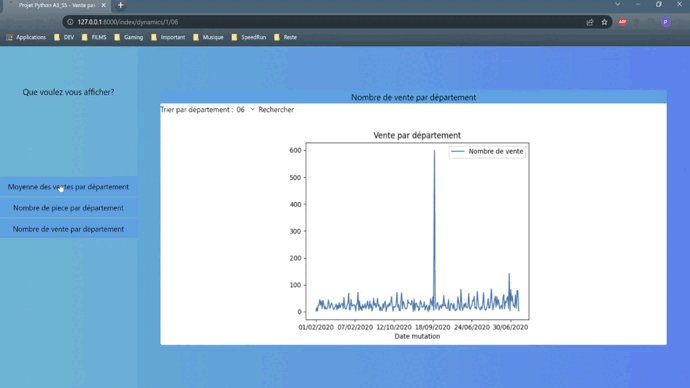 Projet Python A3_S5 - Vente par
127.0.0.1:8000/index/dynamics/1/06
Applications DEV FILMS Gaming Important Musique SpeedRun Reste
Que voulez vous afficher?
Moyenne des ventes par département
Nombre de piece par département
Nombre de vente par département
Nombre de vente par département
Trier par département : 06 Rechercher
Vente par département
Nombre de vente
600
500
400
300
200
100
0
01/02/2020 07/02/2020 12/10/2020 18/09/2020 24/06/2020 30/06/2020
Date mutation